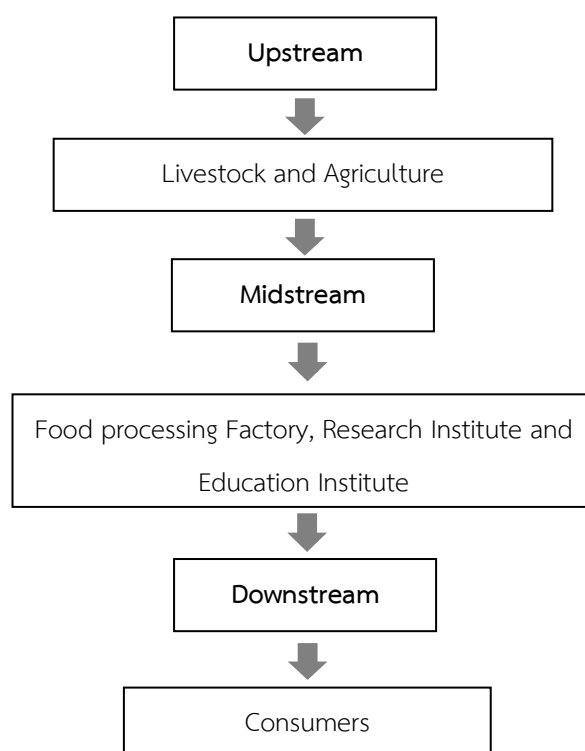 Upstream
Livestock and Agriculture
Midstream
Food processing Factory, Research Institute and
Education Institute
Downstream
Consumers